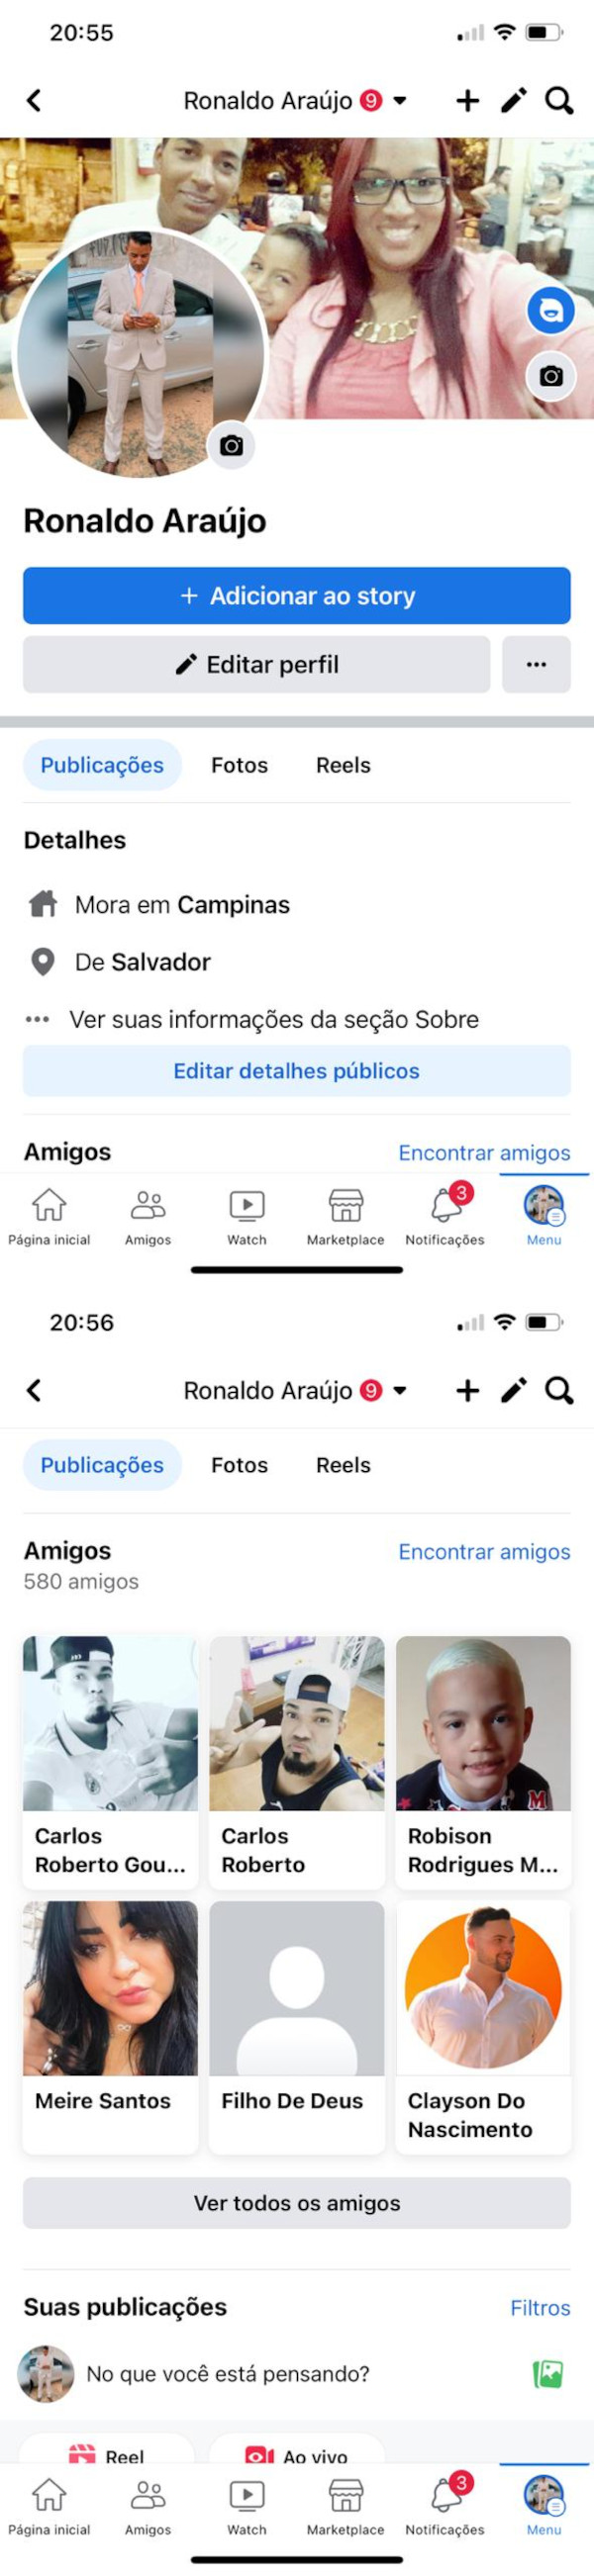 20:55
Ronaldo Araújo 9
Ronaldo Araújo
+ Adicionar ao story
Editar perfil
Publicações Fotos Reels
Detalhes
Mora em Campinas
De Salvador
Ver suas informações da seção Sobre
Editar detalhes públicos
Amigos Encontrar amigos
3
Página inicial Amigos Watch Marketplace Notificações Menu
20:56
Ronaldo Araújo 9
Publicações Fotos Reels
Amigos Encontrar amigos
580 amigos
M
Carlos Roberto Gou...
Carlos Roberto
Robison Rodrigues M...
Meire Santos
Filho De Deus
Clayson Do Nascimento
Ver todos os amigos
Suas publicações Filtros
No que você está pensando?
Reel Ao vivo
3
Página inicial Amigos Watch Marketplace Notificações Menu